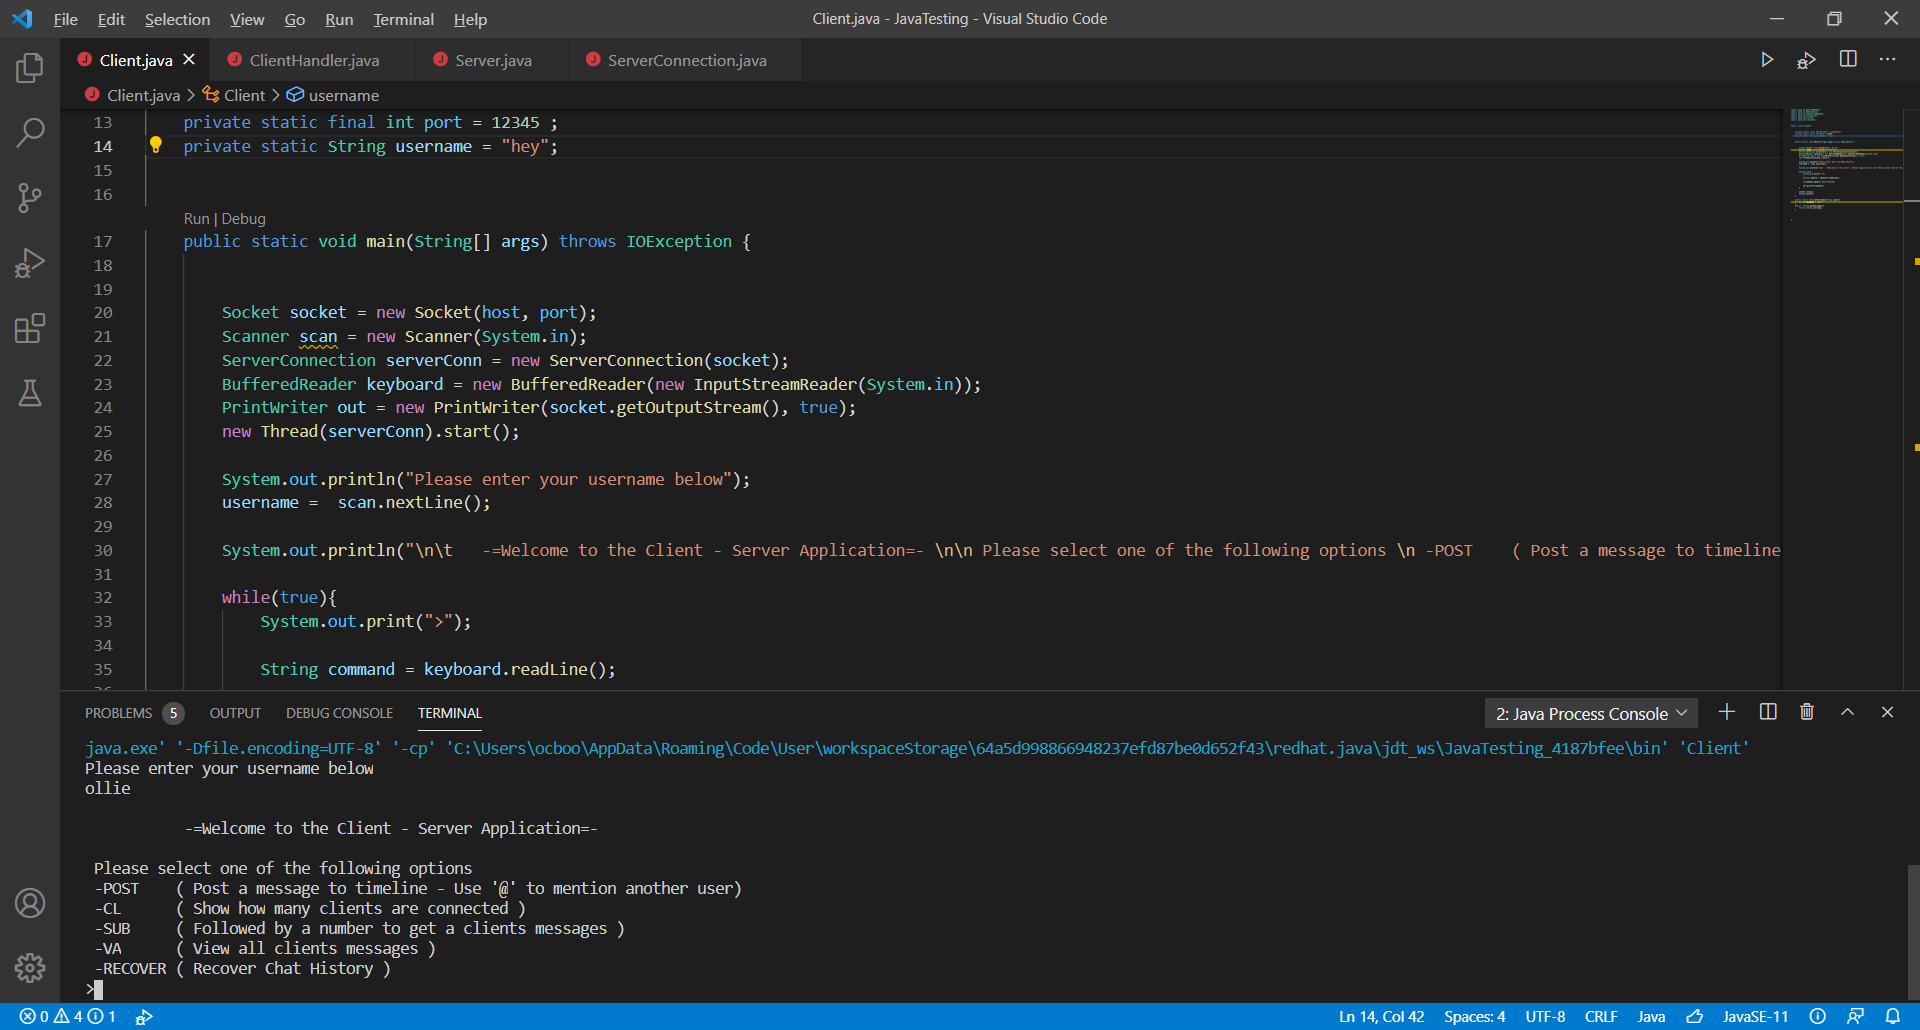 File Edit Selection View Go Run Terminal Help Client.java - JavaTesting - Visual Studio Code
Client.java ClientHandler.java Server.java ServerConnection.java
Client.java > Client > username
13 private static final int port = 12345 ;
14 private static String username = "hey";
15
16
Run | Debug
17 public static void main(String[] args) throws IOException {
18
19
20 Socket socket = new Socket(host, port);
21 Scanner scan = new Scanner(System.in);
22 ServerConnection serverConn = new ServerConnection(socket);
23 BufferedReader keyboard = new BufferedReader(new InputStreamReader(System.in));
24 PrintWriter out = new PrintWriter(socket.getOutputStream(), true);
25 new Thread(serverConn).start();
26
27 System.out.println("Please enter your username below");
28 username =  scan.nextLine();
29
30 System.out.println("\n\t   -=Welcome to the Client - Server Application=- \n\n Please select one of the following options \n -POST    ( Post a message to timeline
31
32 while(true){
33 System.out.print(">");
34
35 String command = keyboard.readLine();
PROBLEMS 5 OUTPUT DEBUG CONSOLE TERMINAL 2: Java Process Console
java.exe' '-Dfile.encoding=UTF-8' '-cp' 'C:\Users\ocboo\AppData\Roaming\Code\User\workspaceStorage\64a5d998866948237efd87be0d652f43\redhat.java\jdt_ws\JavaTesting_4187bfee\bin' 'Client'
Please enter your username below
ollie
-=Welcome to the Client - Server Application=-
Please select one of the following options
-POST    ( Post a message to timeline - Use '@' to mention another user)
-CL      ( Show how many clients are connected )
-SUB     ( Followed by a number to get a clients messages )
-VA      ( View all clients messages )
-RECOVER ( Recover Chat History )
>
0 4 1 Ln 14, Col 42 Spaces: 4 UTF-8 CRLF Java JavaSE-11